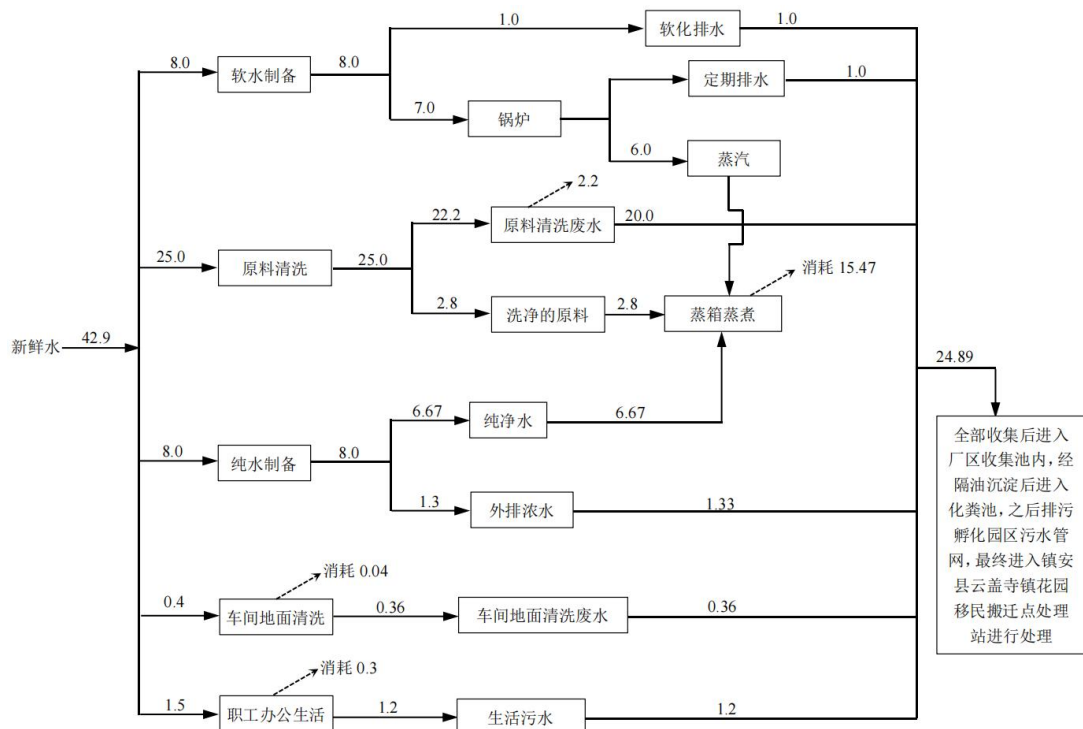 1.0
软化排水
1.0
8.0
软水制备
8.0
定期排水
1.0
7.0
锅炉
6.0
蒸汽
2.2
22.2
原料清洗废水
20.0
25.0
原料清洗
25.0
消耗 15.47
2.8
洗净的原料
2.8
蒸箱蒸煮
新鲜水
42.9
24.89
6.67
纯净水
6.67
8.0
纯水制备
8.0
1.3
外排浓水
1.33
全部收集后进入
厂区收集池内，经
隔油沉淀后进入
化粪池，之后排污
孵化园区污水管
网，最终进入镇安
县云盖寺镇花园
移民搬迁点处理
站进行处理
消耗 0.04
0.4
车间地面清洗
0.36
车间地面清洗废水
0.36
消耗 0.3
1.5
职工办公生活
1.2
生活污水
1.2